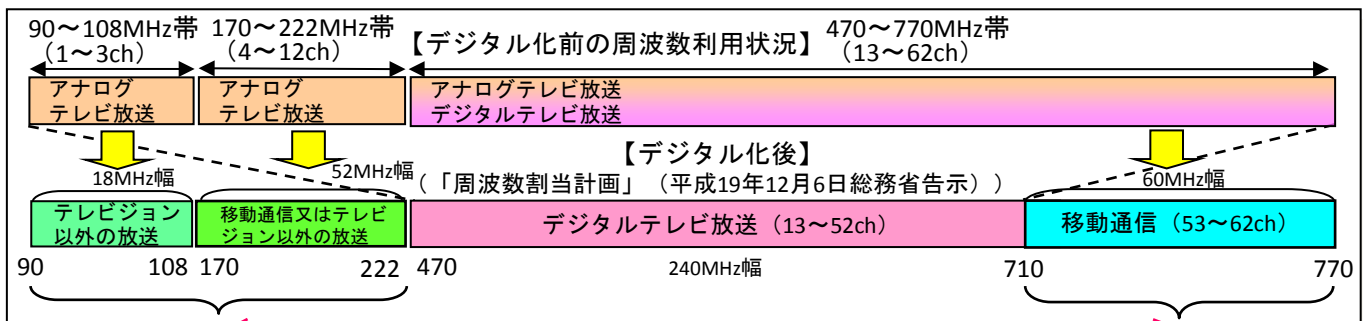 90～108MHz帯
（1～3ch）
170～222MHz帯
（4～12ch）
【デジタル化前の周波数利用状況】
470～770MHz帯
（13～62ch）
アナログ
テレビ放送
アナログ
テレビ放送
アナログテレビ放送
デジタルテレビ放送
【デジタル化後】
（「周波数割当計画」（平成19年12月6日総務省告示））
18MHz幅
52MHz幅
60MHz幅
テレビジョン
以外の放送
移動通信又はテレビ
ジョン以外の放送
デジタルテレビ放送（13～52ch）
移動通信（53～62ch）
90
108
170
222
470
240MHz幅
710
770